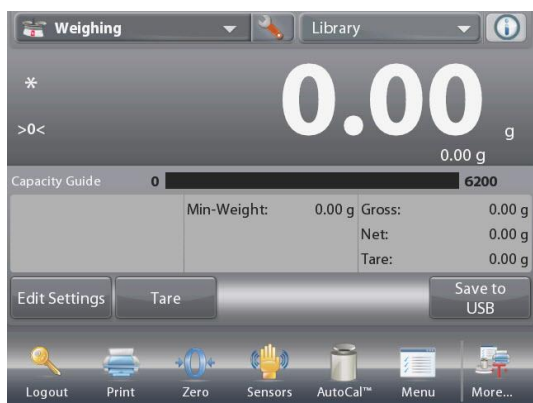 Weighing
Library
*
0.00
>0<
g
0.00 g
Capacity Guide 0 6200
Min-Weight: 0.00 g Gross: 0.00 g
Net: 0.00 g
Tare: 0.00 g
Edit Settings
Tare
Save to
USB
Logout Print Zero Sensors AutoCal™ Menu More...